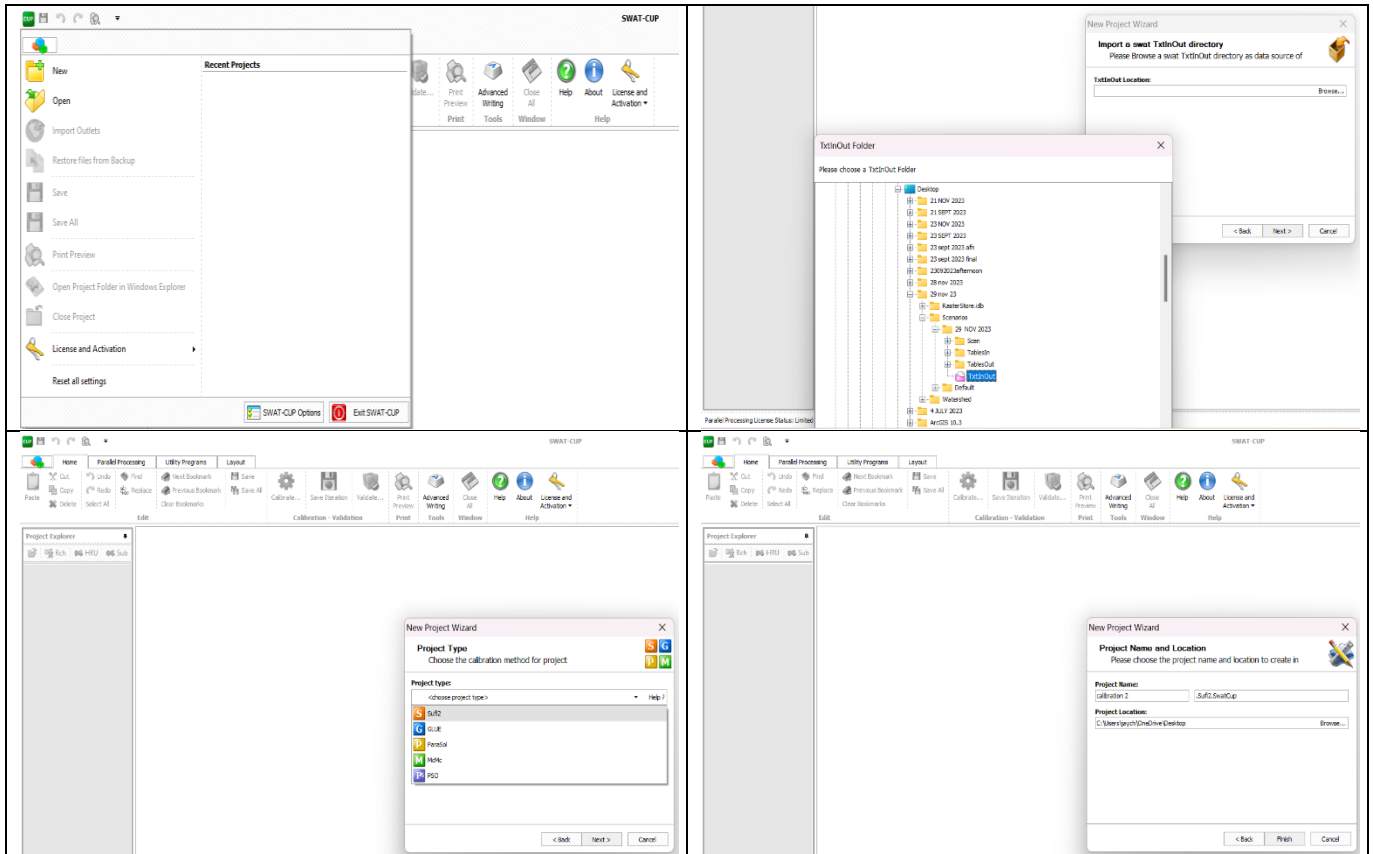 CUP
SWAT-CUP
New
Recent Projects
Open
Import Outlets
Restore files from Backup
Save
Save All
Print Preview
Open Project Folder in Windows Explorer
Close Project
License and Activation
Reset all settings
SWAT-CUP Options
Exit SWAT-CUP
idate... Print Preview Advanced Writing Close All Help About License and Activation
Print Tools Window Help
New Project Wizard
Import a swat TxtInOut directory
Please Browse a swat TxtInOut directory as data source of
TxtInOut Location:
Browse...
< Back Next > Cancel
TxtInOut Folder
Please choose a TxtInOut Folder
Desktop
21 NOV 2023
21 SEPT 2023
23 NOV 2023
23 SEPT 2023
23 sept 2023 afn
23 sept 2023 final
23092023afternoon
28 nov 2023
29 nov 23
RasterStore.idb
Scenarios
29 NOV 2023
Scen
TablesIn
TablesOut
TxtInOut
Default
Watershed
4 JULY 2023
ArcGIS 10.3
Parallel Processing License Status: Limited
CUP
SWAT-CUP
Home Parallel Processing Utility Programs Layout
Cut Undo Find Next Bookmark Save
Paste Copy Redo Replace Previous Bookmark Save All Calibrate... Save Iteration Validate... Print Preview Advanced Writing Close All Help About License and Activation
Delete Select All Clear Bookmarks
Edit Calibration - Validation Print Tools Window Help
Project Explorer
Rch HRU Sub
New Project Wizard
Project Type
Choose the calibration method for project
S G
P M
Project type:
<choose project type> Help ?
S Sufi2
G GLUE
P ParaSol
M McMc
P PSO
< Back Next > Cancel
CUP
SWAT-CUP
Home Parallel Processing Utility Programs Layout
Cut Undo Find Next Bookmark Save
Paste Copy Redo Replace Previous Bookmark Save All Calibrate... Save Iteration Validate... Print Preview Advanced Writing Close All Help About License and Activation
Delete Select All Clear Bookmarks
Edit Calibration - Validation Print Tools Window Help
Project Explorer
Rch HRU Sub
New Project Wizard
Project Name and Location
Please choose the project name and location to create in
Project Name:
calibration 2 .Sufi2.SwatCup
Project Location:
C:\Users\jaych\OneDrive\Desktop Browse...
< Back Finish Cancel